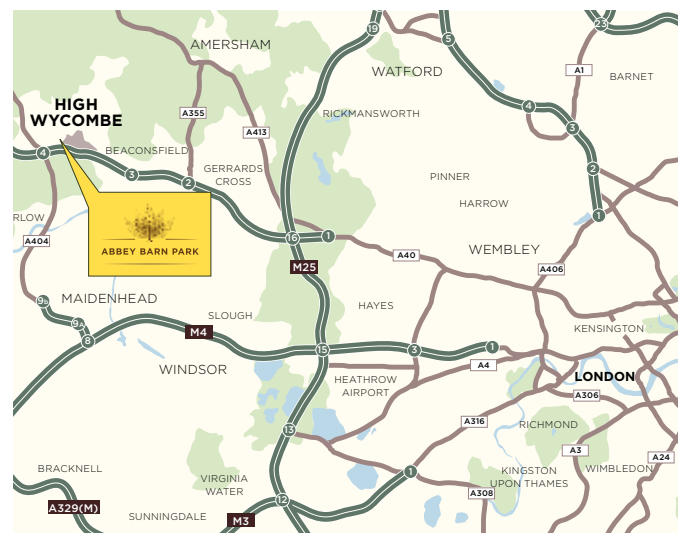 19
23
5
AMERSHAM
WATFORD
A1
BARNET
HIGH
WYCOMBE
A355
RICKMANSWORTH
4
A413
3
4
BEACONSFIELD
3
2
GERRARDS
CROSS
2
PINNER
HARROW
1
RLOW
ABBEY BARN PARK
A404
16
1
WEMBLEY
A40
M25
A406
9b
MAIDENHEAD
HAYES
SLOUGH
9A
M4
KENSINGTON
8
15
3
1
A4
WINDSOR
HEATHROW
AIRPORT
LONDON
A306
13
A316
RICHMOND
A3
A24
BRACKNELL
VIRGINIA
WATER
1
KINGSTON
UPON THAMES
WIMBLEDON
12
A308
A329(M)
SUNNINGDALE
M3